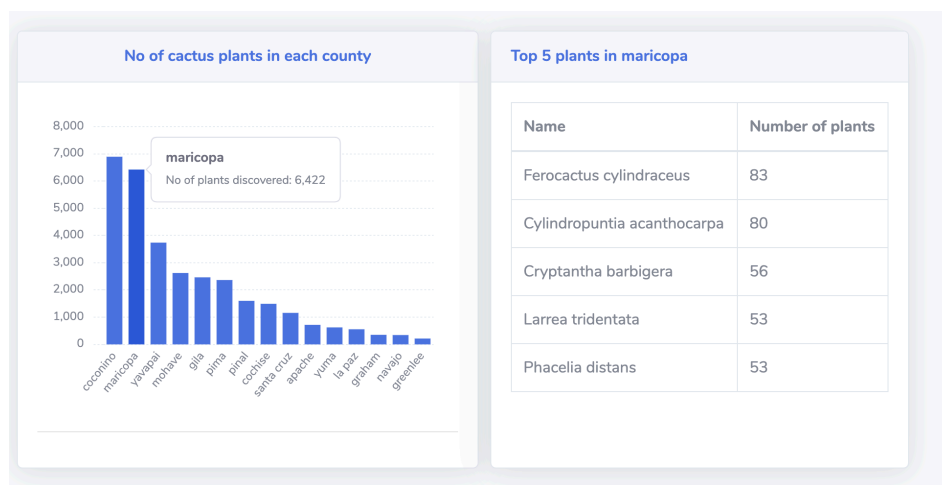 No of cactus plants in each county
8,000
7,000
6,000
5,000
4,000
3,000
2,000
1,000
0
maricopa
No of plants discovered: 6,422
coconino
maricopa
yavapai
mohave
gila
pima
pinal
cochise
santa cruz
apache
yuma
la paz
graham
navajo
greenlee
Top 5 plants in maricopa
Name Number of plants
Ferocactus cylindraceus 83
Cylindropuntia acanthocarpa 80
Cryptantha barbigera 56
Larrea tridentata 53
Phacelia distans 53